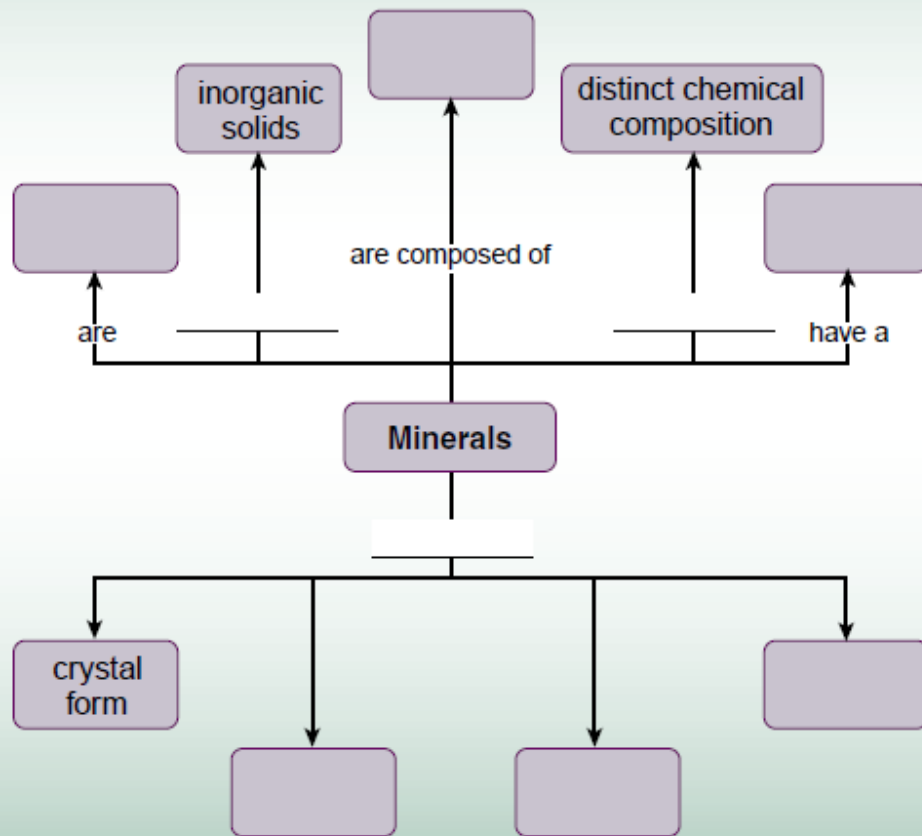 inorganic
solids
distinct chemical
composition
are composed of
are
have a
Minerals
crystal
form